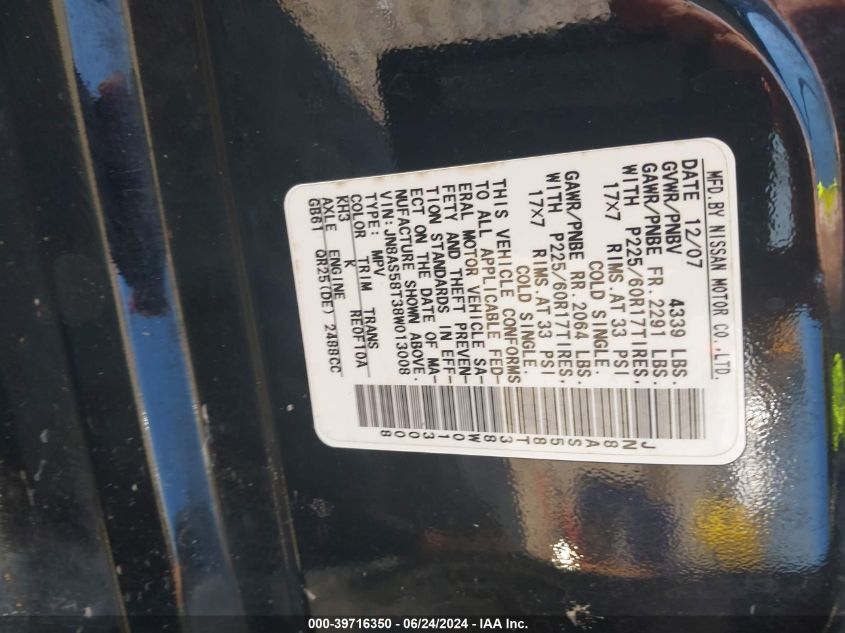 MFD.BY NISSAN MOTOR CO.,LTD.
DATE 12/07
GVWR/PNBV 4339 LBS.
GAWR/PNBE FR.2291 LBS.
WITH P225/60R17TIRES,
17X7 RIMS.AT 33 PSI
COLD SINGLE.
GAWR/PNBE RR.2064 LBS.
WITH P225/60R17TIRES,
17X7 RIMS.AT 33 PSI
COLD SINGLE.
THIS VEHICLE CONFORMS
TO ALL APPLICABLE FED-
ERAL MOTOR VEHICLE SA-
FETY AND THEFT PREVEN-
TION STANDARDS IN EFF-
ECT ON THE DATE OF MA-
NUFACTURE SHOWN ABOVE.
VIN:JN8AS58T38W013008
TYPE: MPV
COLOR TRIM TRANS
KH3 K RE0F10A
AXLE ENGINE
GB61 QR25(DE) 2488CC
JN8AS58T38W013008
000-39716350 - 06/24/2024 - IAA Inc.